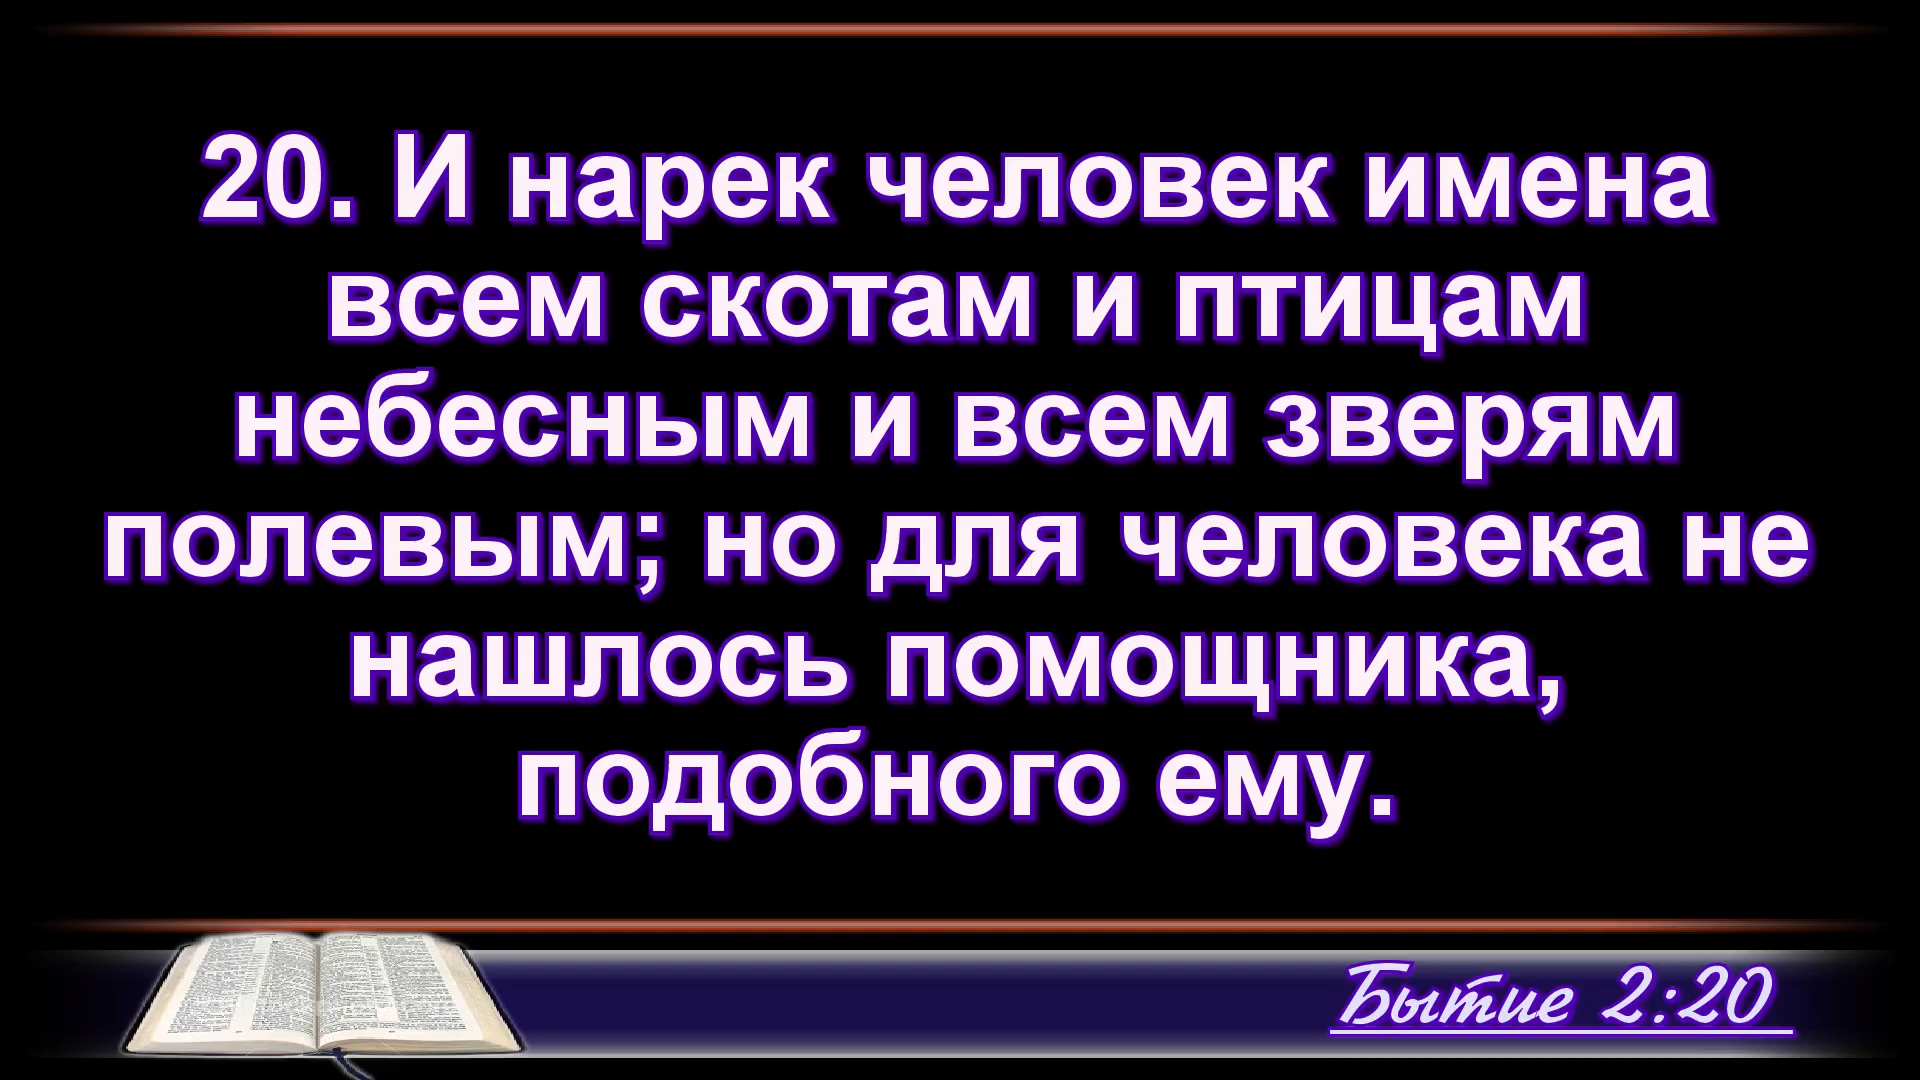 20. И нарек человек имена
всем скотам и птицам
небесным и всем зверям
полевым; но для человека не
нашлось помощника,
подобного ему.
Бытие 2:20